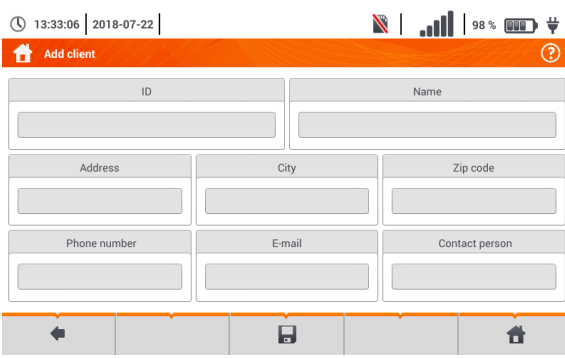 13:33:06 2018-07-22 98 %
Add client ?
ID Name
Address City Zip code
Phone number E-mail Contact person